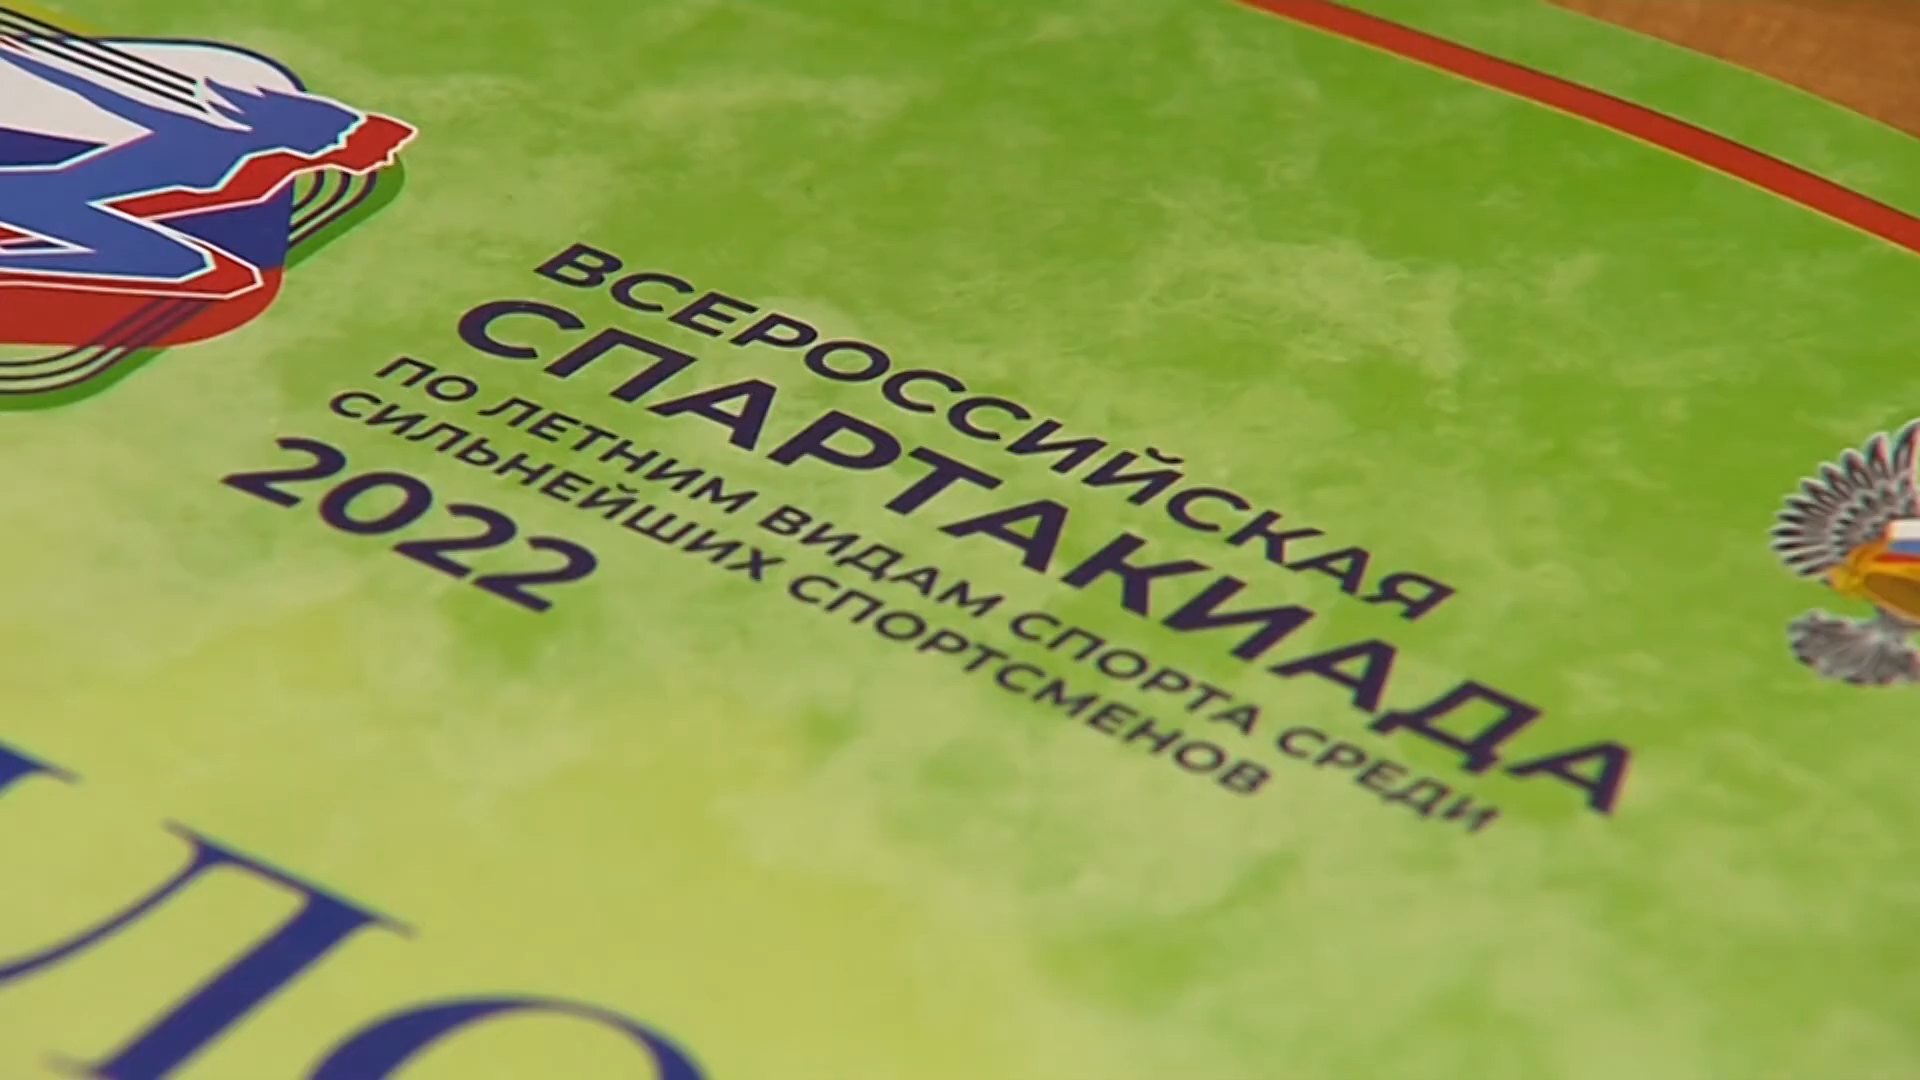 ВСЕРОССИЙСКАЯ
СПАРТАКИАДА
ПО ЛЕТНИМ ВИДАМ СПОРТА СРЕДИ
СИЛЬНЕЙШИХ СПОРТСМЕНОВ
2022